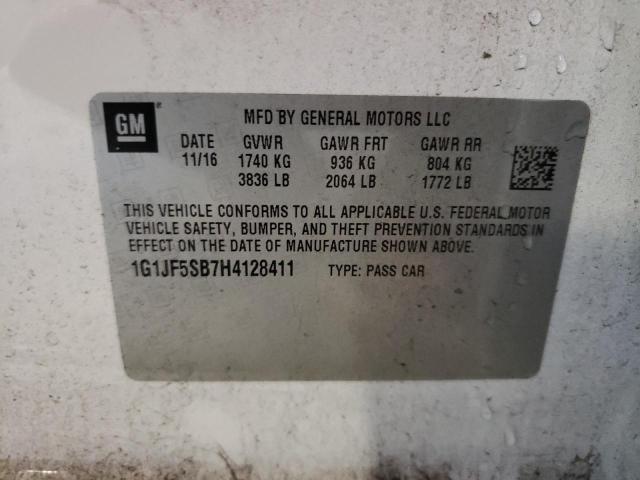 GM MFD BY GENERAL MOTORS LLC
DATE GVWR GAWR FRT GAWR RR
11/16 1740 KG 936 KG 804 KG
3836 LB 2064 LB 1772 LB
THIS VEHICLE CONFORMS TO ALL APPLICABLE U.S. FEDERAL MOTOR
VEHICLE SAFETY, BUMPER, AND THEFT PREVENTION STANDARDS IN
EFFECT ON THE DATE OF MANUFACTURE SHOWN ABOVE.
1G1JF5SB7H4128411 TYPE: PASS CAR